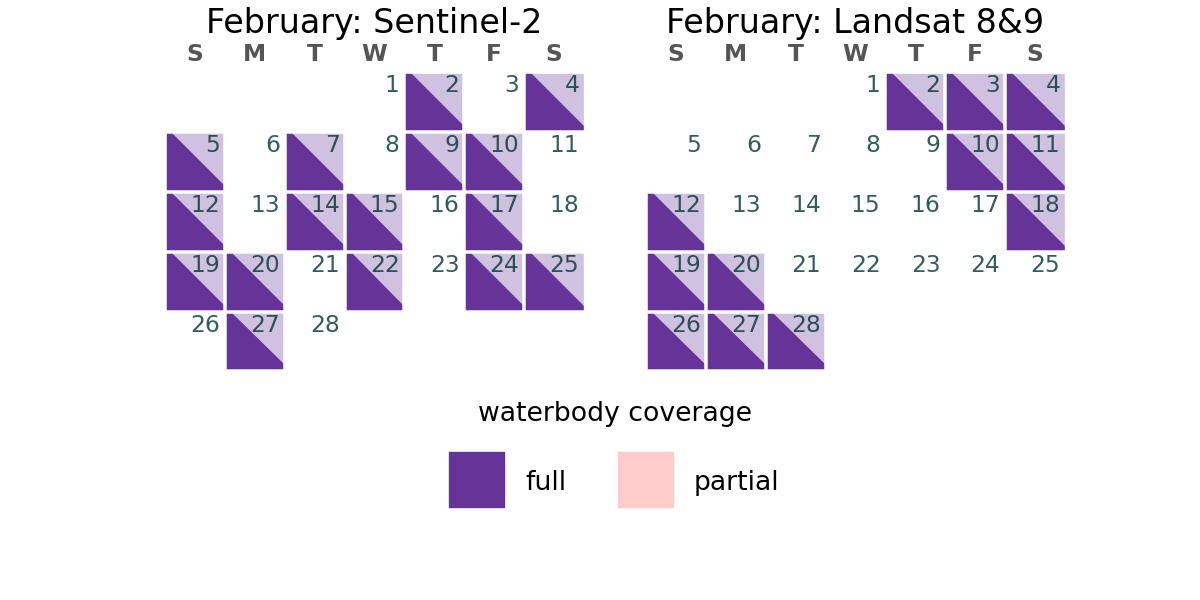 February: Sentinel-2
S M T W T F S
1 2 3 4
5 6 7 8 9 10 11
12 13 14 15 16 17 18
19 20 21 22 23 24 25
26 27 28
February: Landsat 8&9
S M T W T F S
1 2 3 4
5 6 7 8 9 10 11
12 13 14 15 16 17 18
19 20 21 22 23 24 25
26 27 28
waterbody coverage
full partial